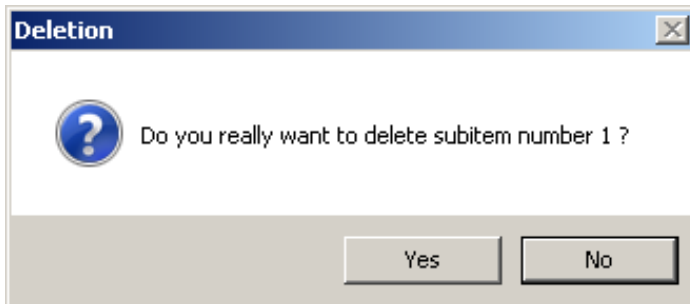 Deletion
Do you really want to delete subitem number 1 ?
Yes
No